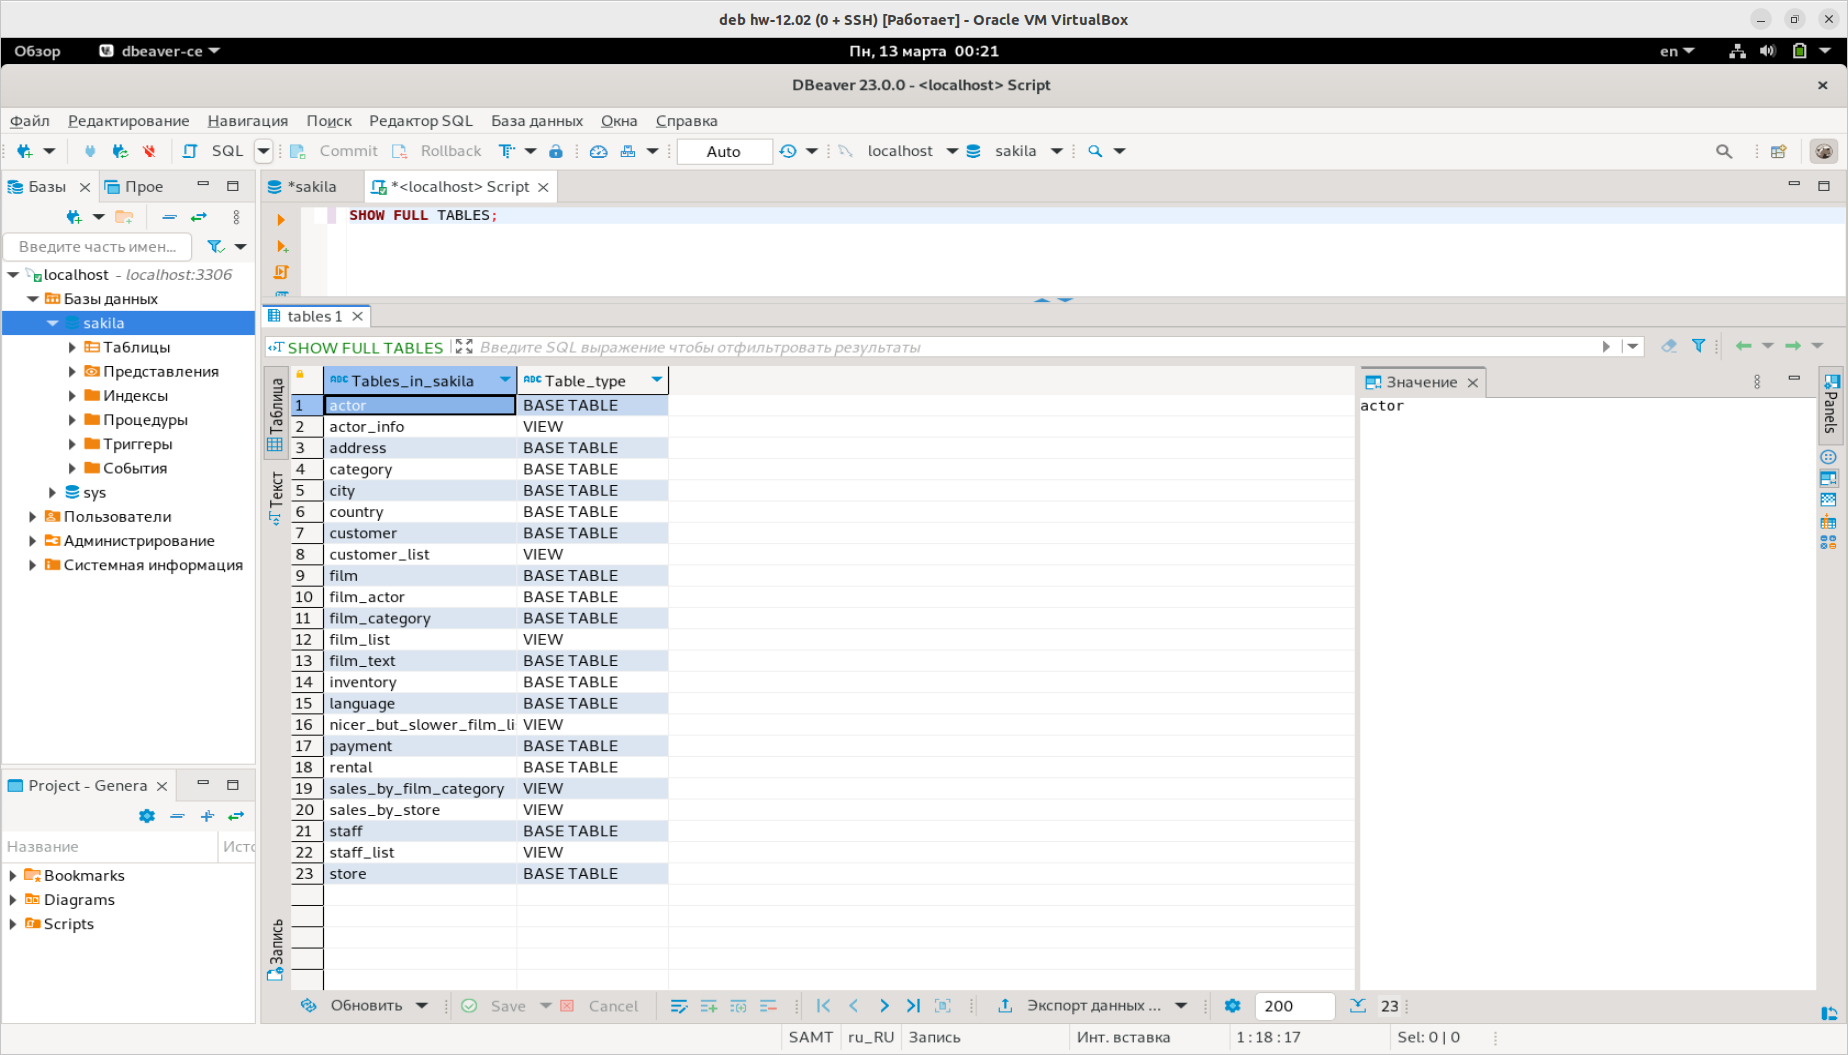 deb hw-12.02 (0 + SSH) [Работает] - Oracle VM VirtualBox
Обзор dbeaver-ce Пн, 13 марта 00:21 en
DBeaver 23.0.0 - <localhost> Script
Файл Редактирование Навигация Поиск Редактор SQL База данных Окна Справка
SQL Commit Rollback Auto localhost sakila
Базы Прое
*sakila *<localhost> Script
SHOW FULL TABLES;
Введите часть имен...
localhost - localhost:3306
Базы данных
sakila
Таблицы
Представления
Индексы
Процедуры
Триггеры
События
sys
Пользователи
Администрирование
Системная информация
Project - Genera
Название Исто
Bookmarks
Diagrams
Scripts
tables 1
SHOW FULL TABLES Введите SQL выражение чтобы отфильтровать результаты
Таблица
Текст
Запись
ABC Tables_in_sakila ABC Table_type
1 actor BASE TABLE
2 actor_info VIEW
3 address BASE TABLE
4 category BASE TABLE
5 city BASE TABLE
6 country BASE TABLE
7 customer BASE TABLE
8 customer_list VIEW
9 film BASE TABLE
10 film_actor BASE TABLE
11 film_category BASE TABLE
12 film_list VIEW
13 film_text BASE TABLE
14 inventory BASE TABLE
15 language BASE TABLE
16 nicer_but_slower_film_li VIEW
17 payment BASE TABLE
18 rental BASE TABLE
19 sales_by_film_category VIEW
20 sales_by_store VIEW
21 staff BASE TABLE
22 staff_list VIEW
23 store BASE TABLE
Значение
actor
Panels
Обновить Save Cancel Экспорт данных ... 200 23
SAMT ru_RU Запись Инт. вставка 1 : 18 : 17 Sel: 0 | 0